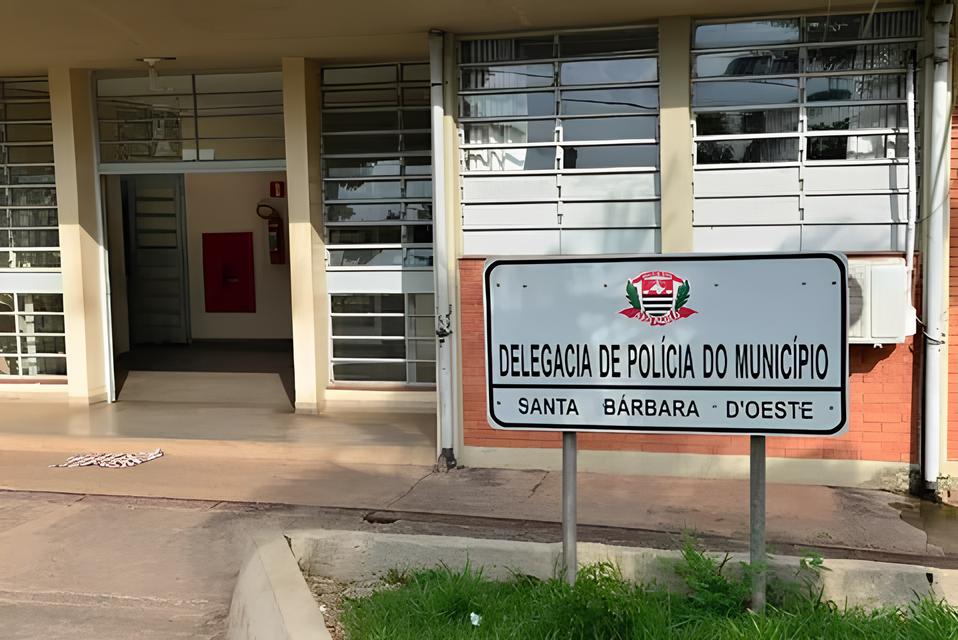 DELEGACIA DE POLÍCIA DO MUNICÍPIO
SANTA BÁRBARA D'OESTE